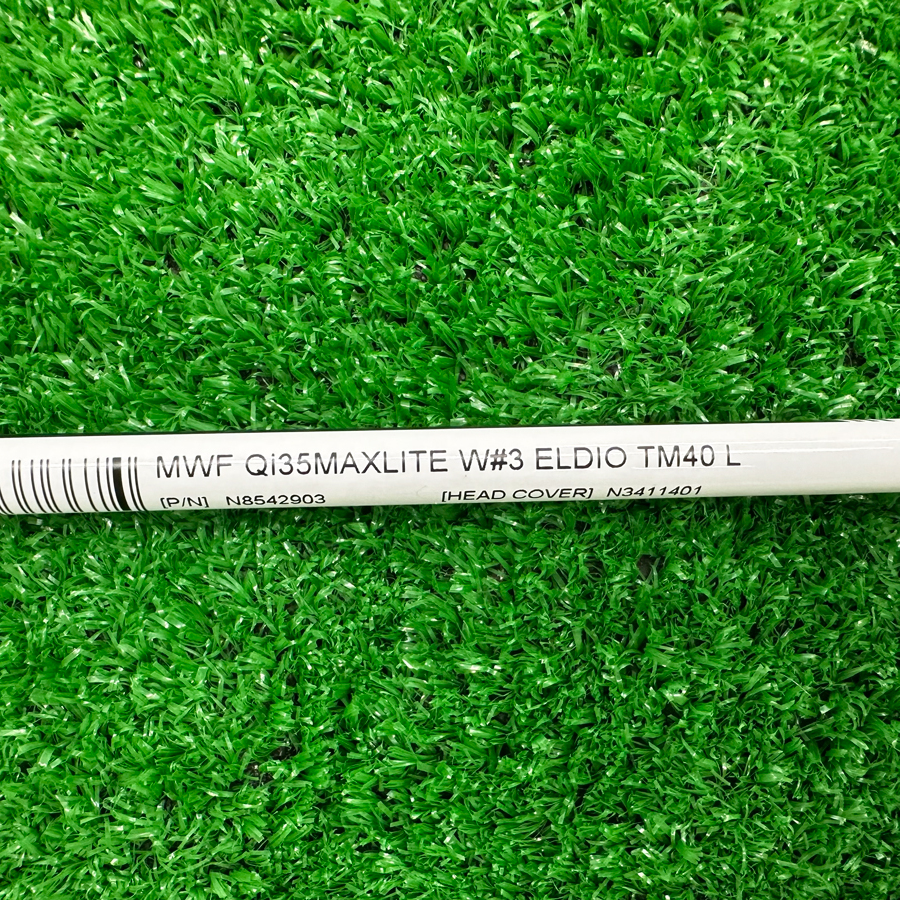 MWF Qi35MAXLITE W#3 ELDIO TM40 L
[P/N] N8542903 [HEAD COVER] N3411401